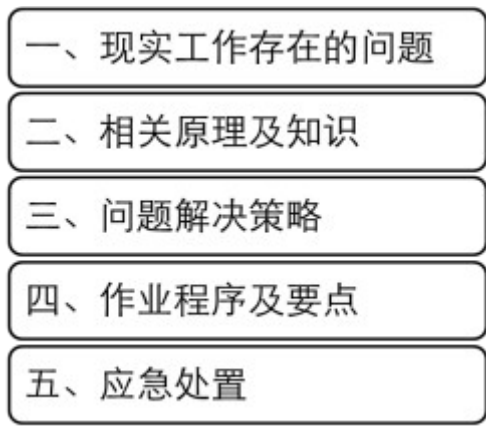 一、现实工作存在的问题
二、相关原理及知识
三、问题解决策略
四、作业程序及要点
五、应急处置